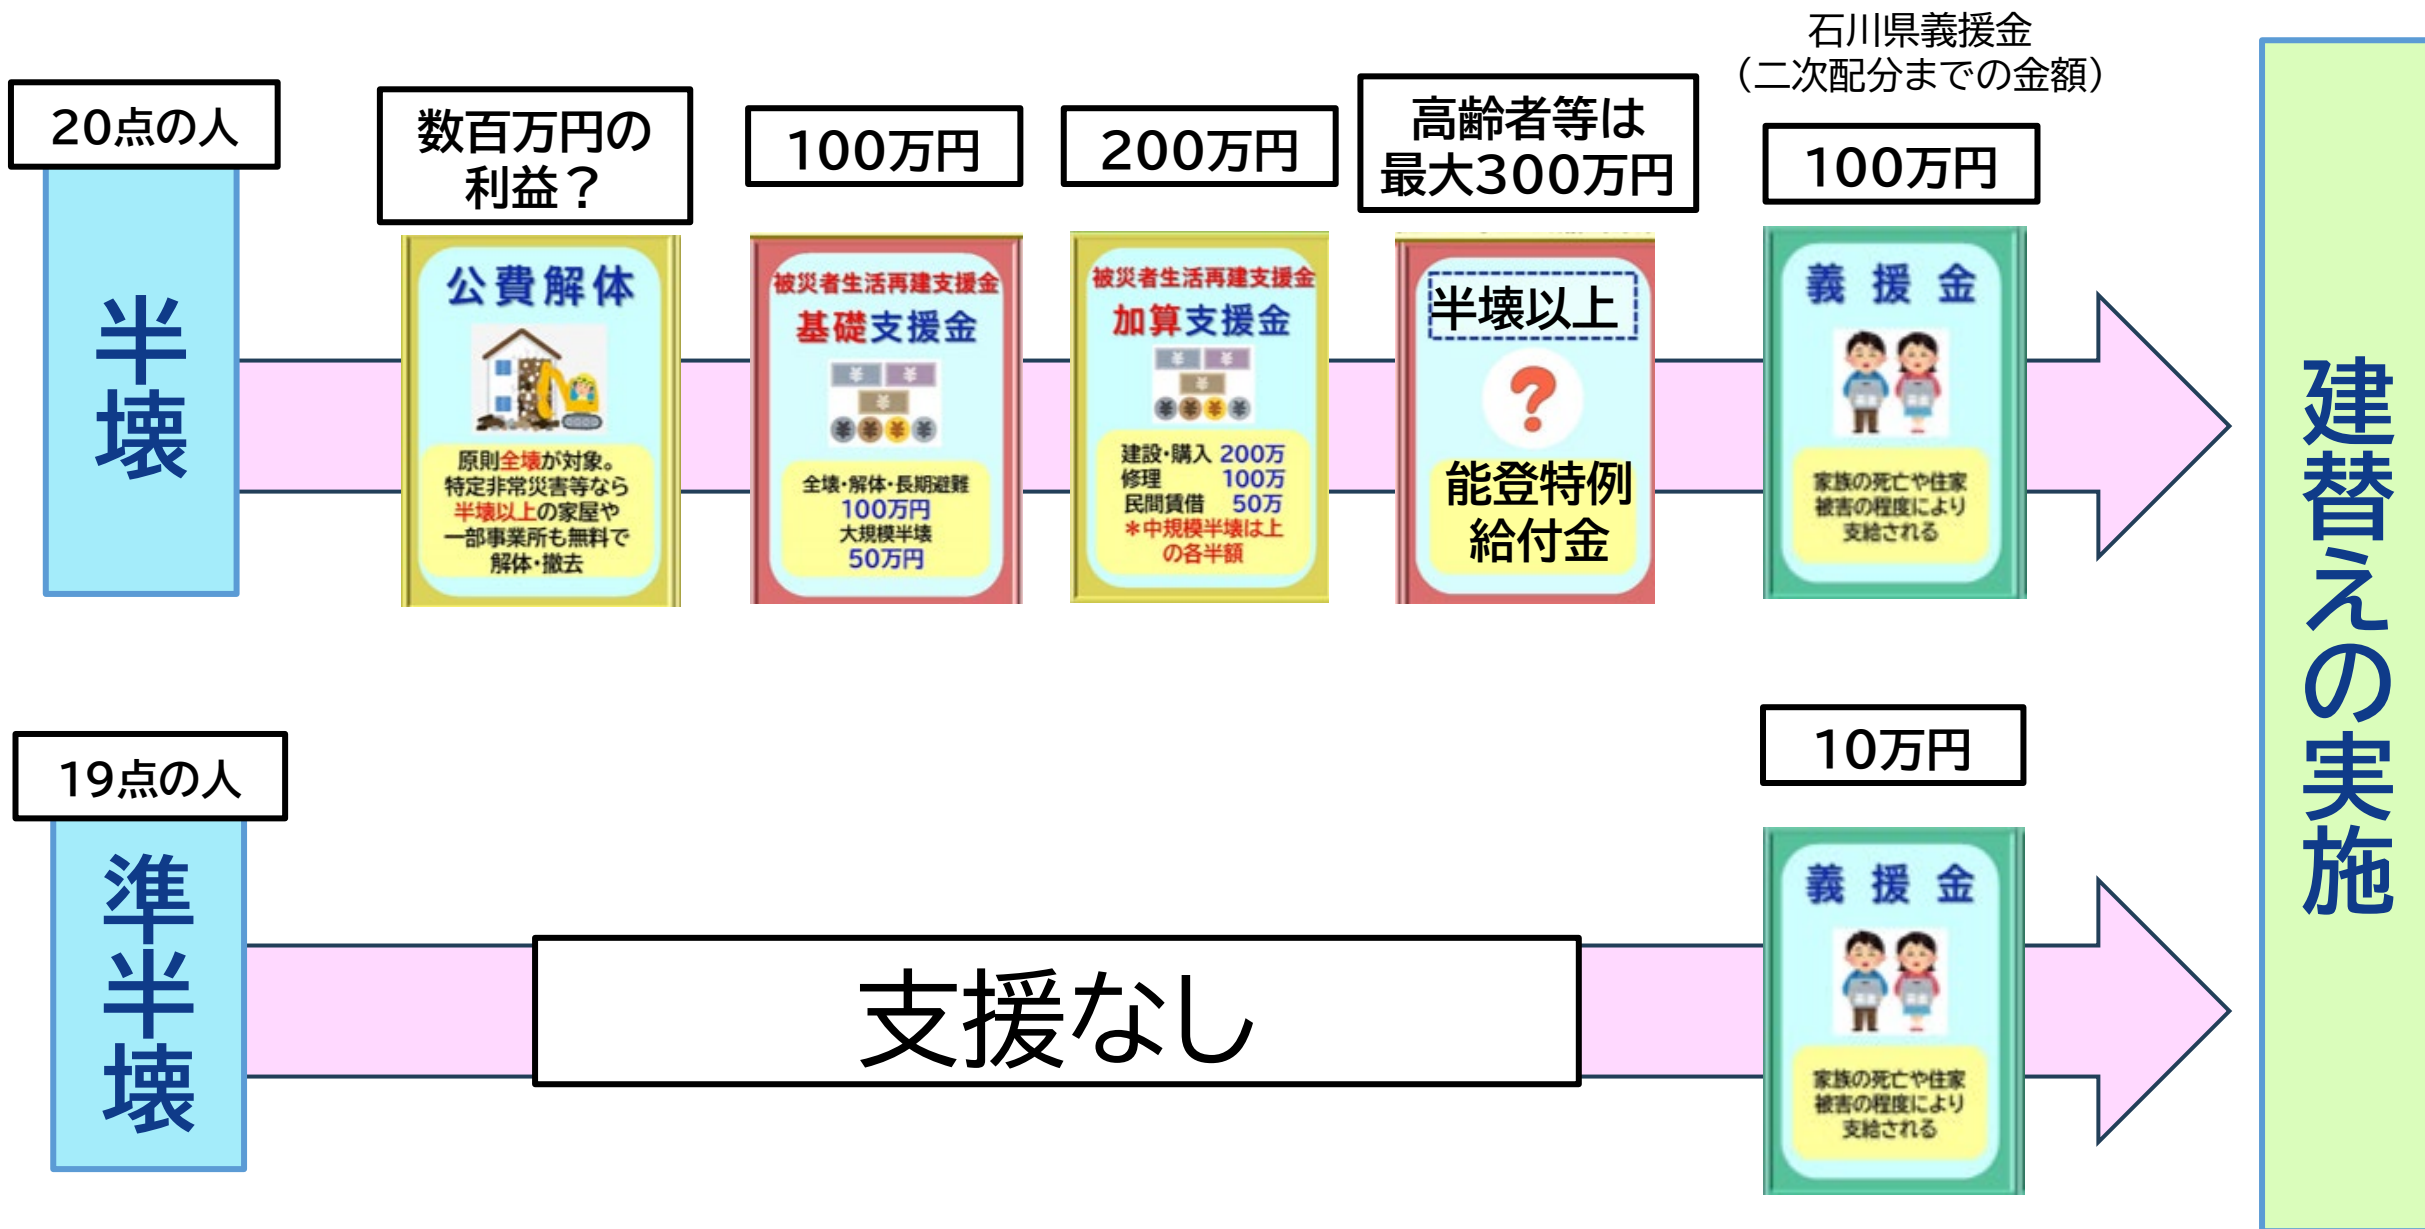 石川県義援金
（二次配分までの金額）
20点の人
半壊
数百万円の
利益？
公費解体
原則全壊が対象。
特定非常災害等なら
半壊以上の家屋や
一部事業所も無料で
解体・撤去
100万円
被災者生活再建支援金
基礎支援金
全壊・解体・長期避難
100万円
大規模半壊
50万円
200万円
被災者生活再建支援金
加算支援金
建設・購入 200万
修理 100万
民間賃借 50万
＊中規模半壊は上
の各半額
高齢者等は
最大300万円
半壊以上
?
能登特例
給付金
100万円
義援金
家族の死亡や住家
被害の程度により
支給される
19点の人
準半壊
支援なし
10万円
義援金
家族の死亡や住家
被害の程度により
支給される
建替えの実施